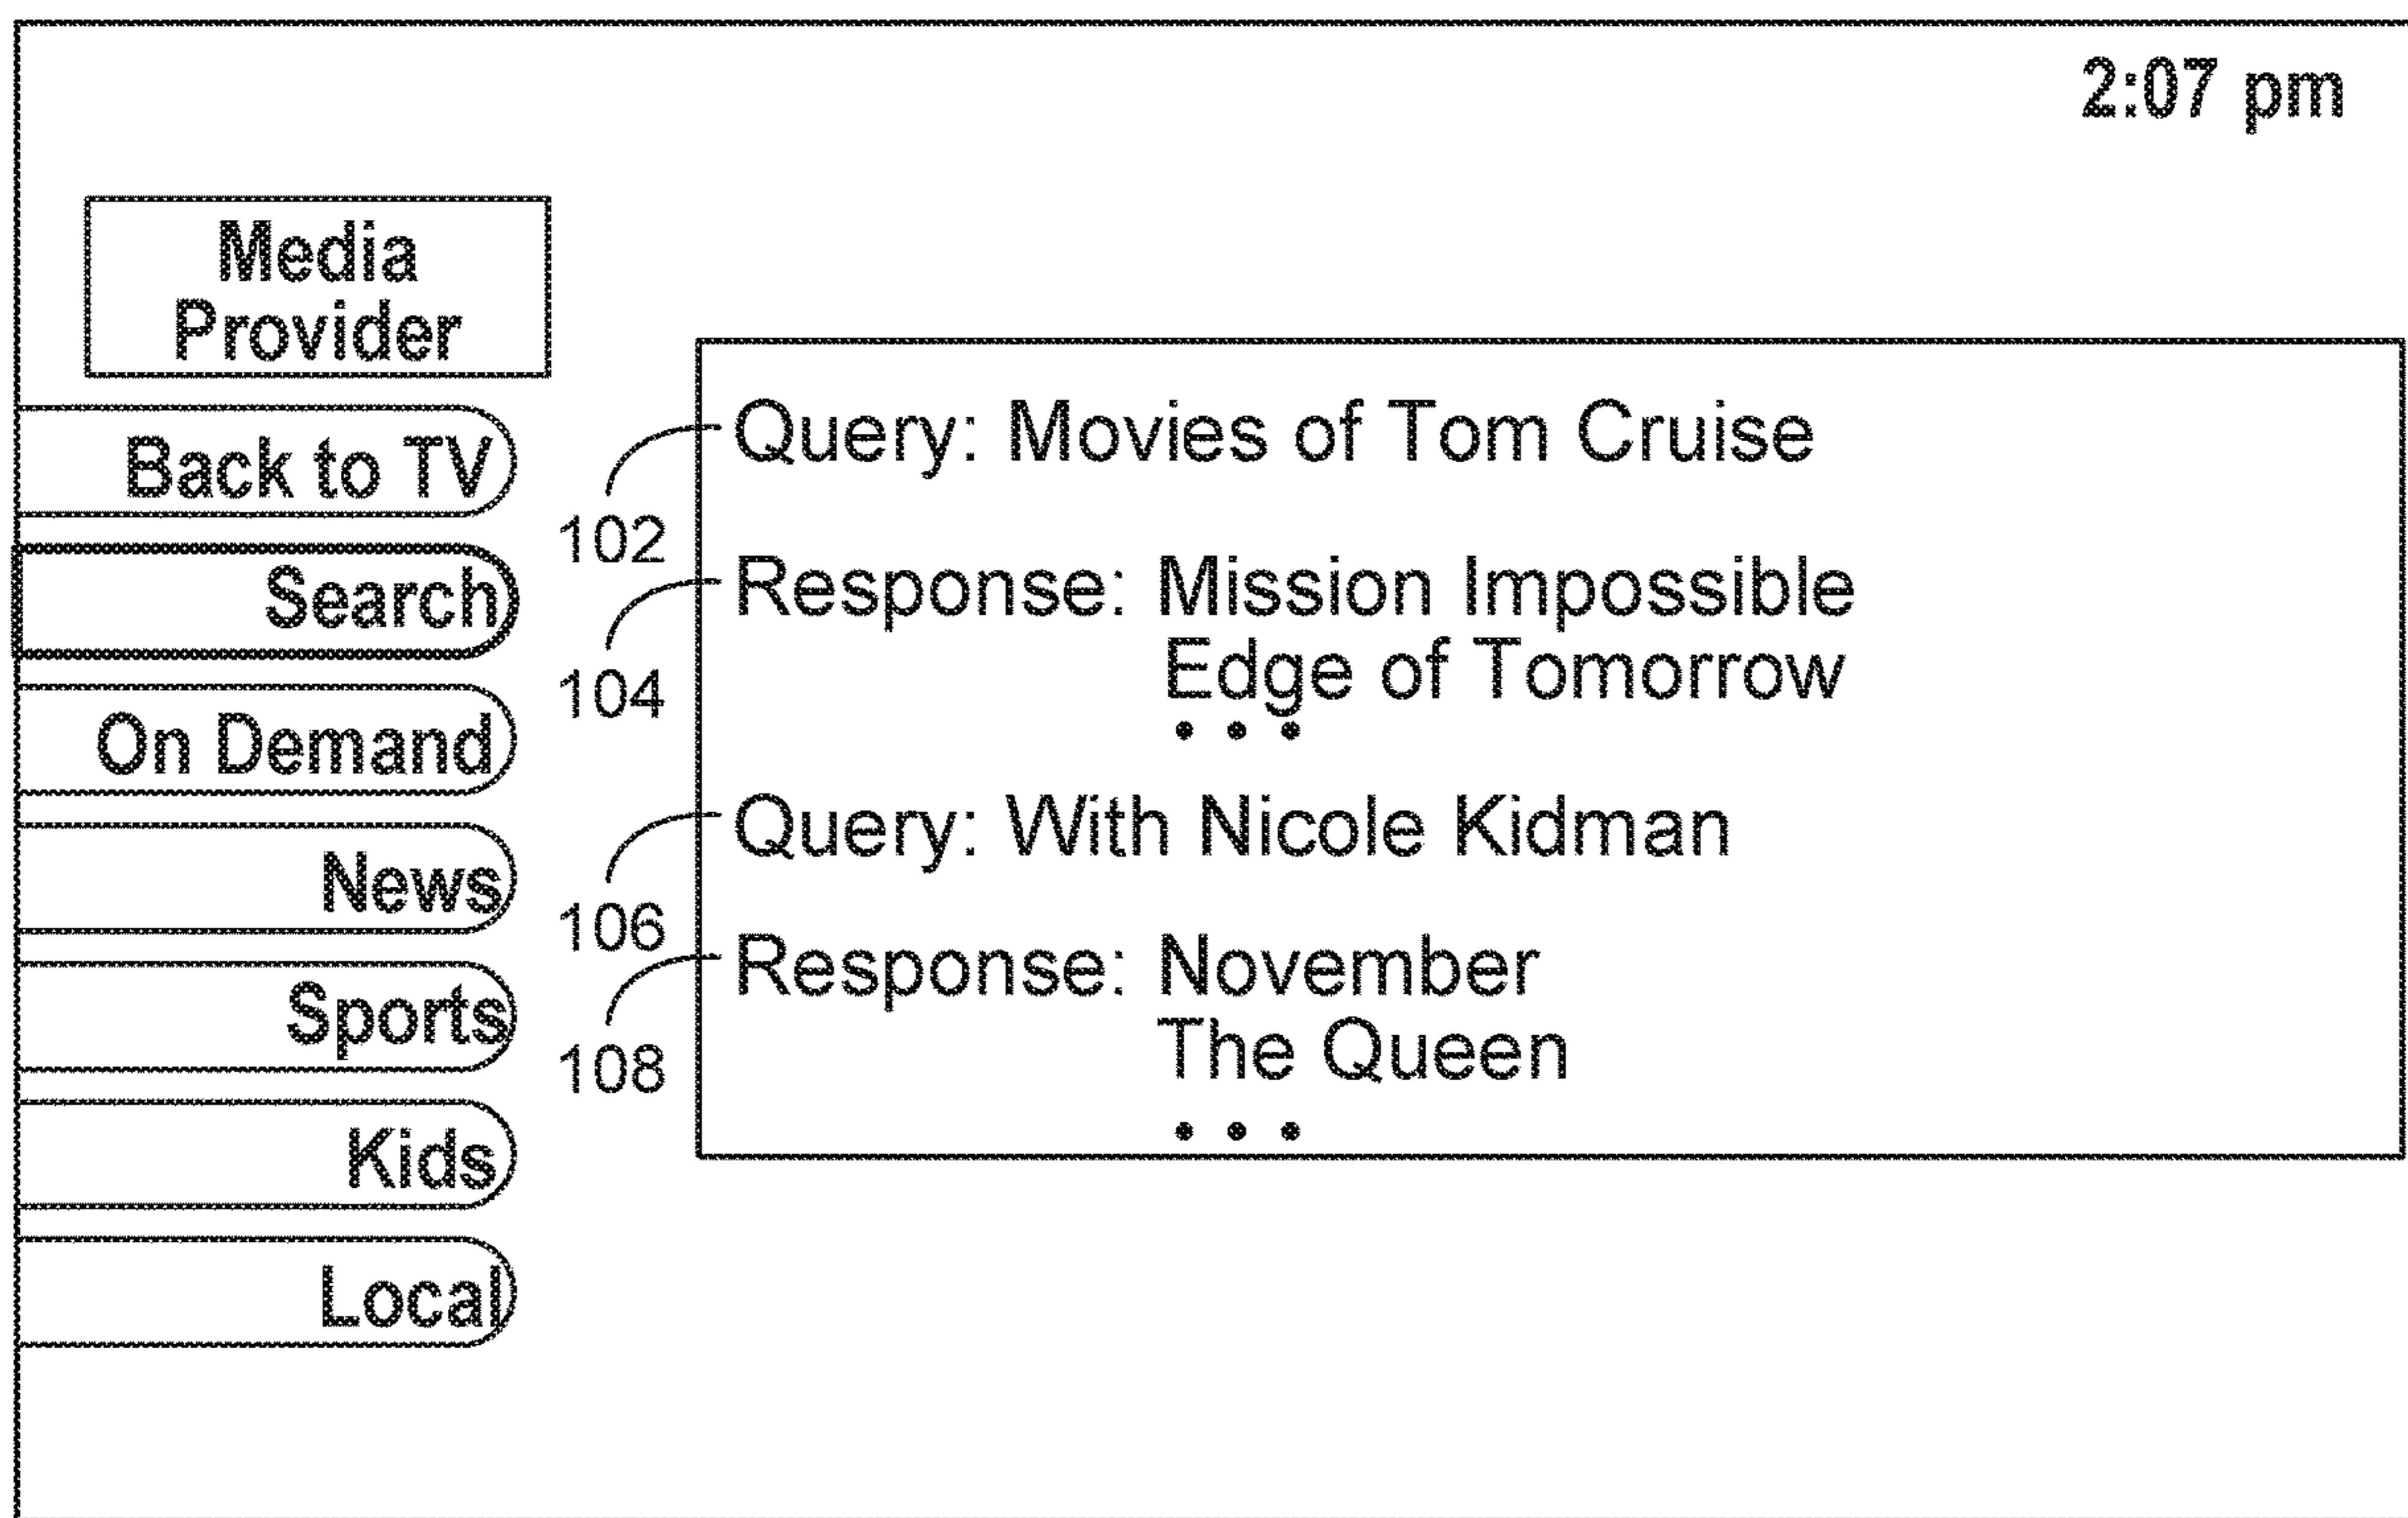 2:07 pm
Media
Provider
Back to TV
Search
On Demand
News
Sports
Kids
Local
102
104
106
108
Query: Movies of Tom Cruise
Response: Mission Impossible
Edge of Tomorrow
• • •
Query: With Nicole Kidman
Response: November
The Queen
• • •